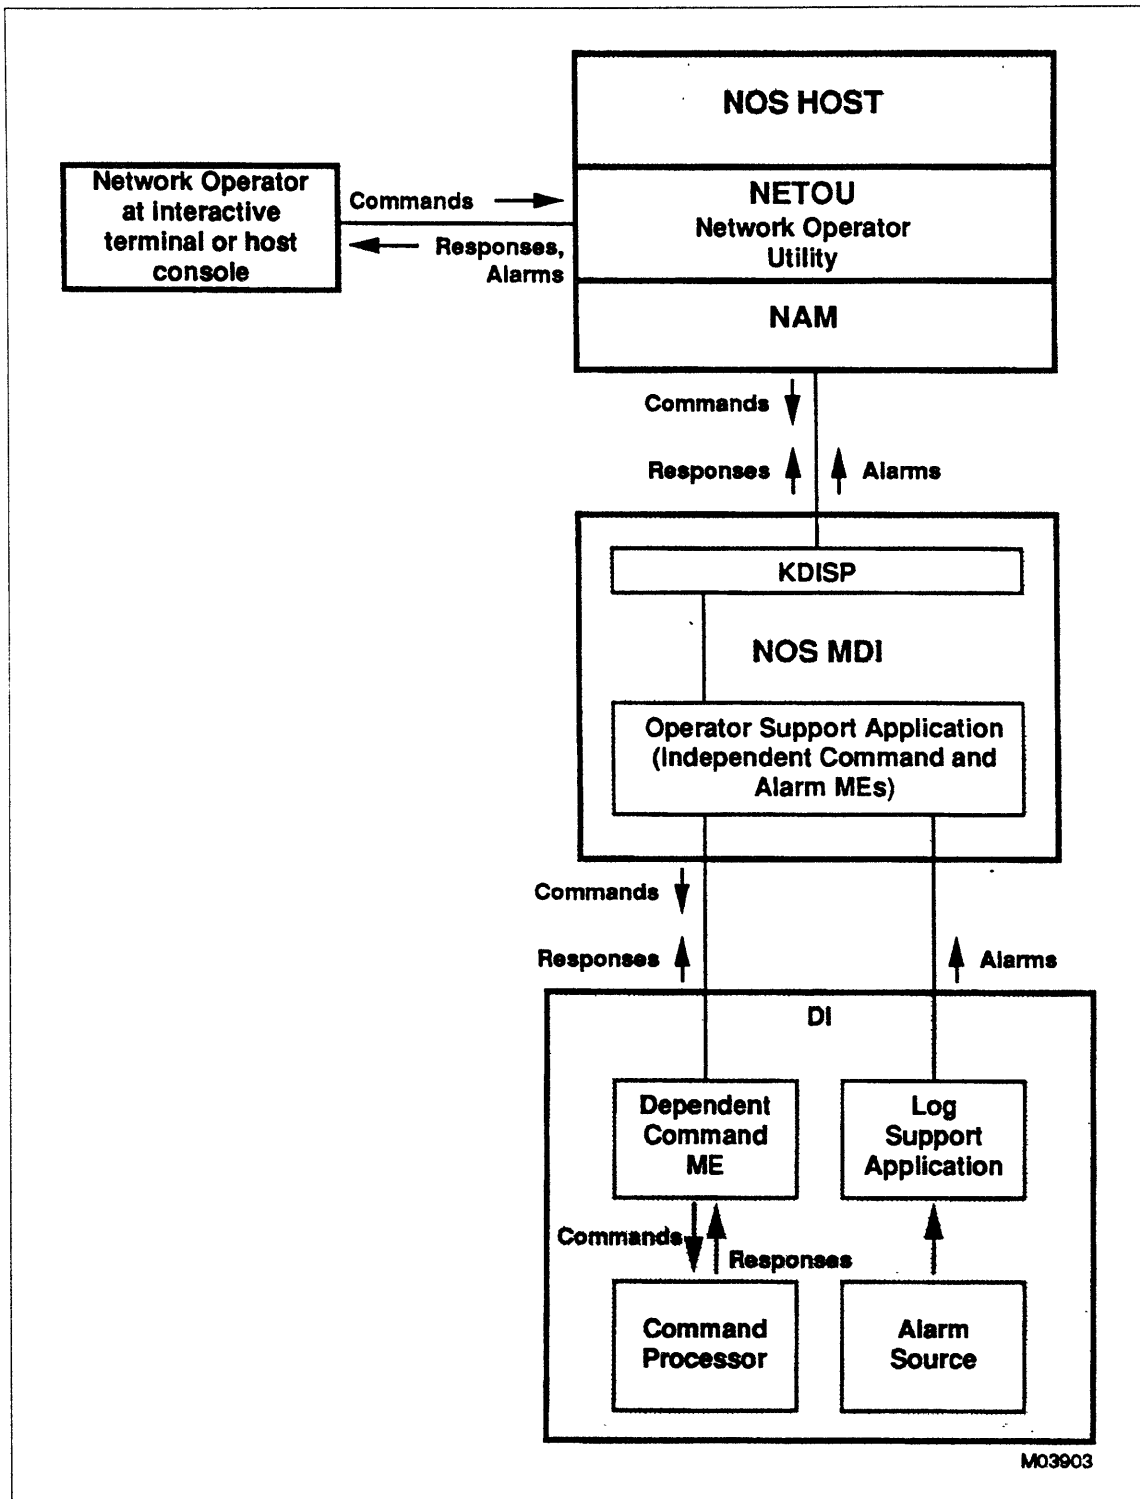 NOS HOST
Network Operator
at interactive
terminal or host
console
Commands
Responses,
Alarms
NETOU
Network Operator
Utility
NAM
Commands
Responses
Alarms
KDISP
NOS MDI
Operator Support Application
(Independent Command and
Alarm MEs)
Commands
Responses
Alarms
DI
Dependent
Command
ME
Log
Support
Application
Commands
Responses
Command
Processor
Alarm
Source
M03903